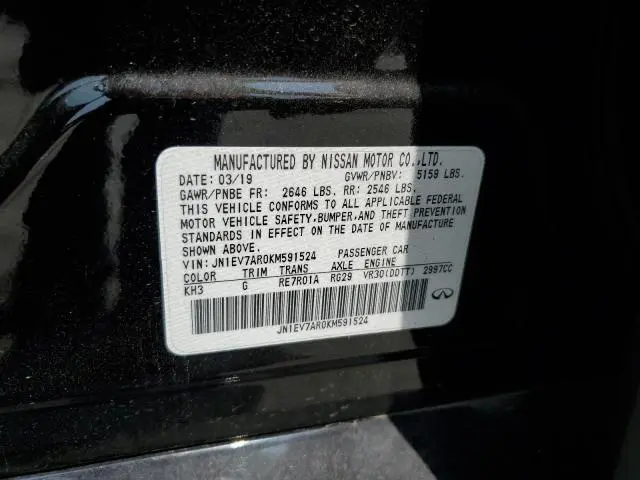 MANUFACTURED BY NISSAN MOTOR CO.,LTD.
DATE: 03/19 GVWR/PNBV: 5159 LBS.
GAWR/PNBE FR: 2646 LBS. RR: 2546 LBS.
THIS VEHICLE CONFORMS TO ALL APPLICABLE FEDERAL
MOTOR VEHICLE SAFETY,BUMPER,AND THEFT PREVENTION
STANDARDS IN EFFECT ON THE DATE OF MANUFACTURE
SHOWN ABOVE.
VIN: JN1EV7AR0KM591524 PASSENGER CAR
COLOR TRIM TRANS AXLE ENGINE
KH3 G RE7R01A RG29 VR30(DDTT) 2997CC
JN1EV7AR0KM591524